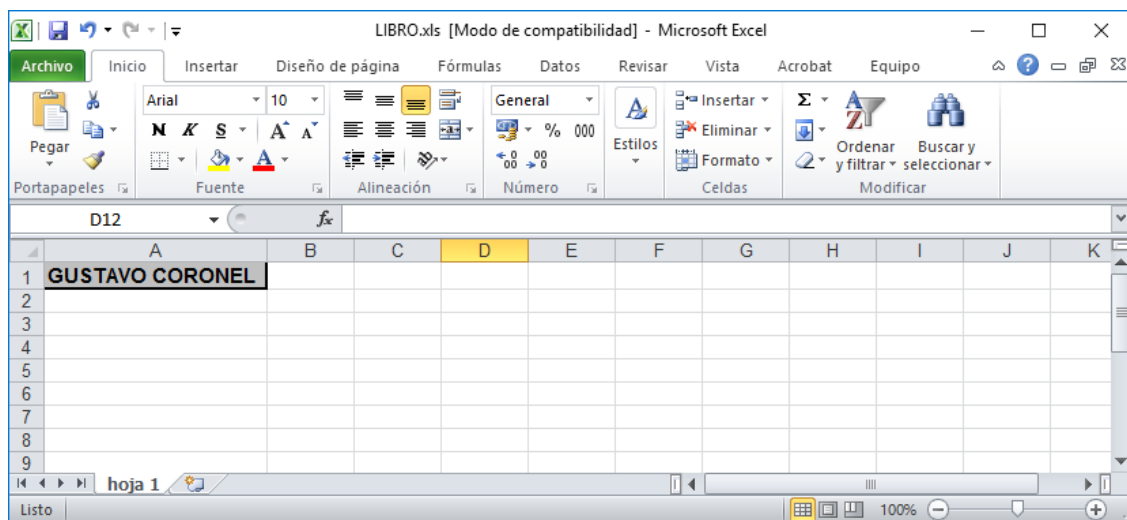 LIBRO.xls [Modo de compatibilidad] - Microsoft Excel
Archivo Inicio Insertar Diseño de página Fórmulas Datos Revisar Vista Acrobat Equipo
Arial 10 General Insertar Σ
N K S A A % 000 Eliminar
Pegar Estilos Ordenar y filtrar Buscar y seleccionar
A Formato
Portapapeles Fuente Alineación Número Celdas Modificar
D12 fx
A B C D E F G H I J K
1 GUSTAVO CORONEL
2
3
4
5
6
7
8
9
hoja 1
Listo 100%